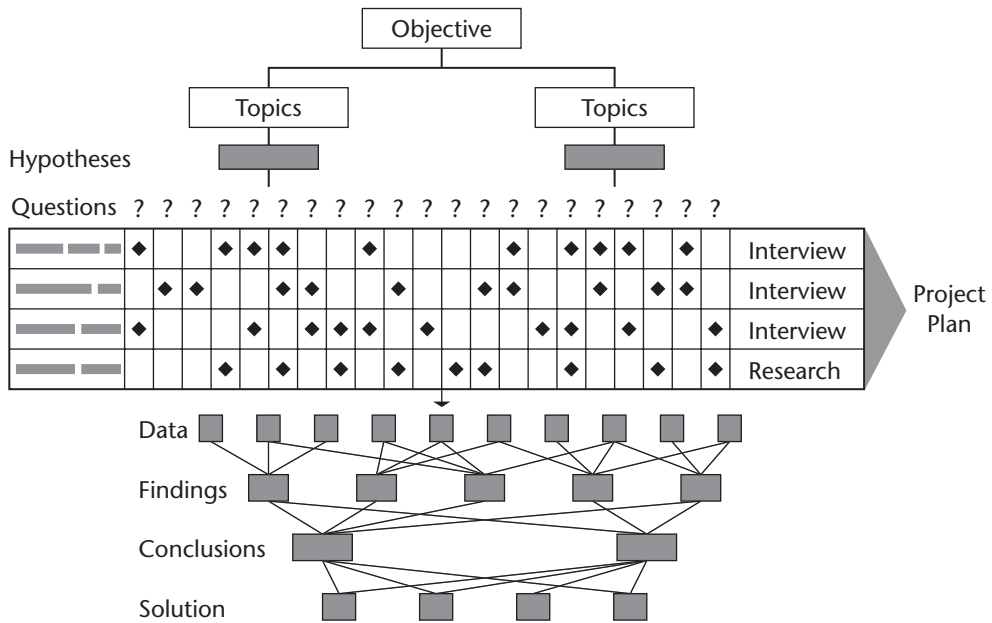 Objective
Topics Topics
Hypotheses
Questions ? ? ? ? ? ? ? ? ? ? ? ? ? ? ? ? ? ? ? ? ?
Interview
Interview
Interview
Research
Project
Plan
Data
Findings
Conclusions
Solution